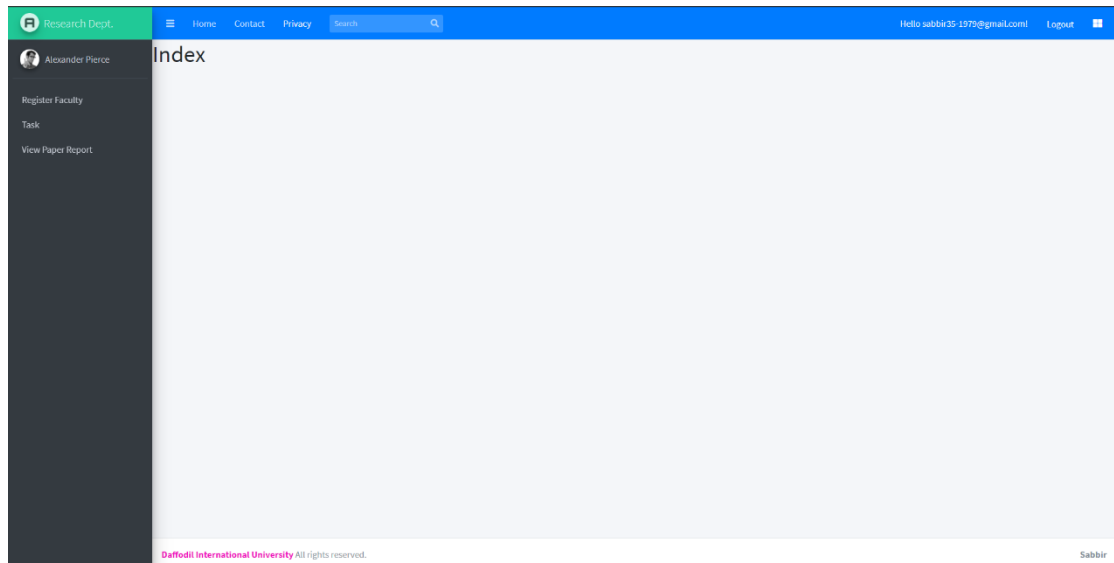 Research Dept.
Home Contact Privacy Search Hello sabbir35-1979@gmail.com! Logout
Alexander Pierce
Index
Register Faculty
Task
View Paper Report
Daffodil International University All rights reserved. Sabbir